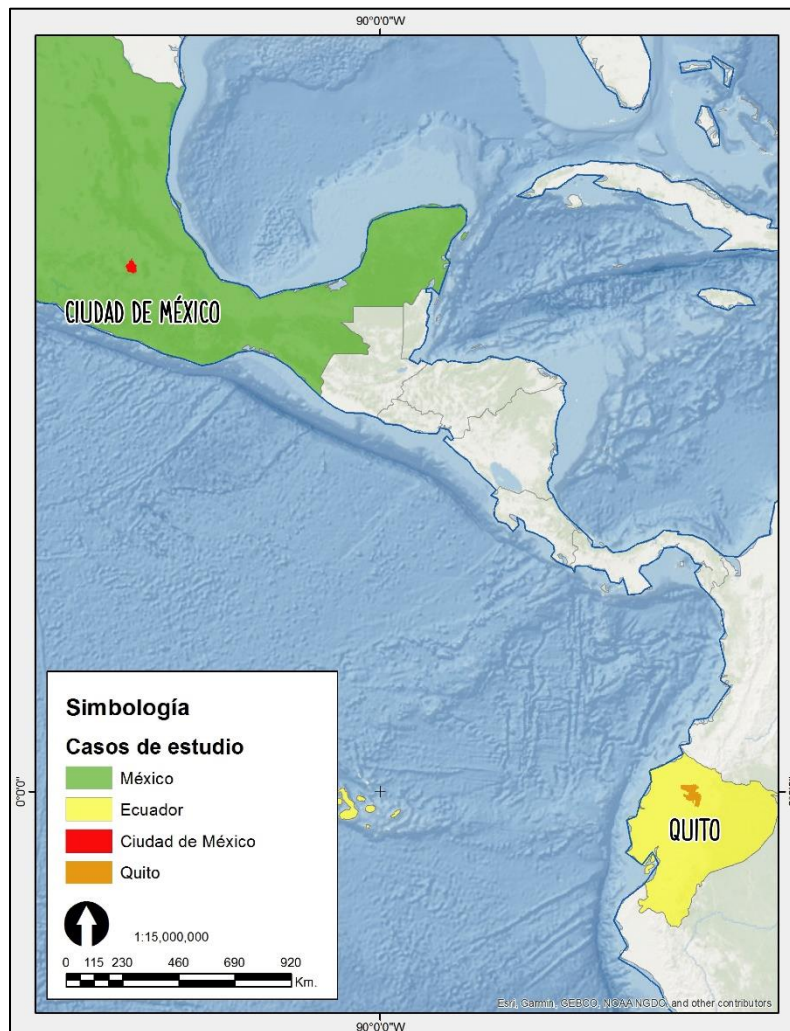 90°0'0"W
CIUDAD DE MÉXICO
QUITO
0°0'0"
Simbología
Casos de estudio
México
Ecuador
Ciudad de México
Quito
1:15,000,000
0 115 230 460 690 920
Km.
Esri, Garmin, GEBCO, NOAA NGDC, and other contributors
90°0'0"W